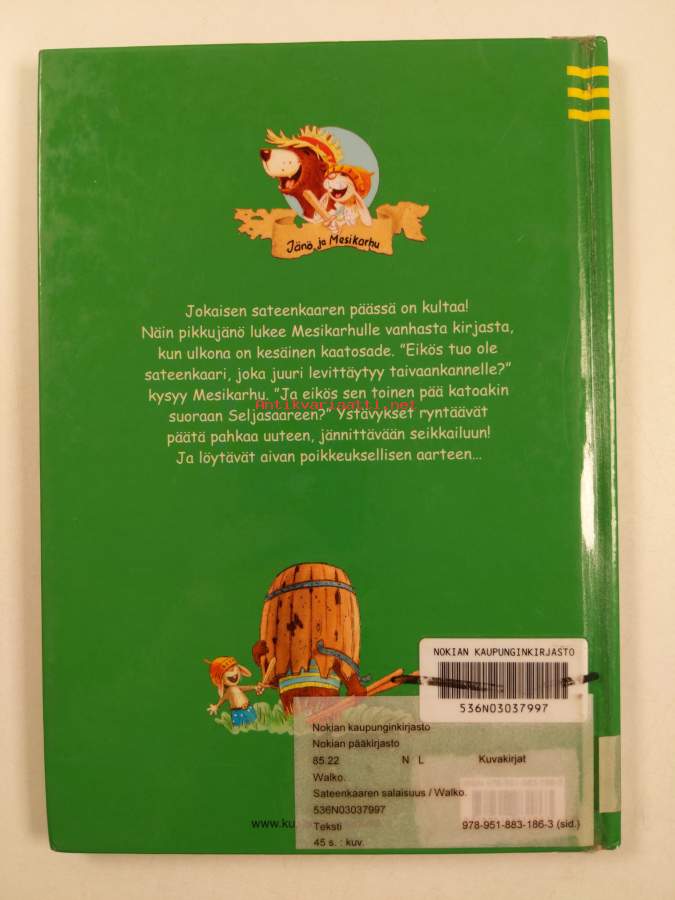 Jänö ja Mesikarhu
Jokaisen sateenkaaren päässä on kultaa!
Näin pikkujänö lukee Mesikarhulle vanhasta kirjasta,
kun ulkona on kesäinen kaatosade. ”Eikös tuo ole
sateenkaari, joka juuri levittäytyy taivaankannelle?”
kysyy Mesikarhu. ”Ja eikös sen toinen pää katoakin
Antikvariaatti.net
suoraan Seljasaareen?” Ystävykset ryntäävät
päätä pahkaa uuteen, jännittävään seikkailuun!
Ja löytävät aivan poikkeuksellisen aarteen...
NOKIAN KAUPUNGINKIRJASTO
536N03037997
Nokian kaupunginkirjasto
Nokian pääkirjasto
85.22 N L Kuvakirjat
Walko.
Sateenkaaren salaisuus / Walko.
536N03037997
Teksti
45 s. : kuv.
978-951-883-186-3 (sid.)